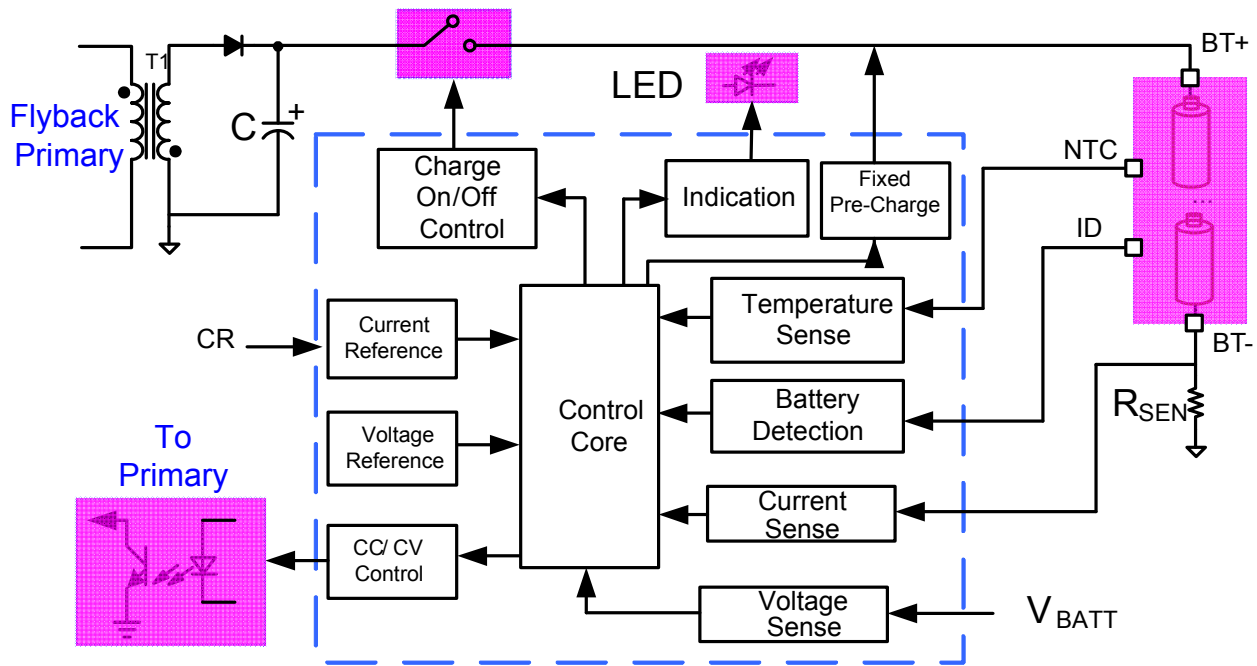 T1
BT+
LED
Flyback
Primary
C
+
Charge
On/Off
Control
Indication
Fixed
Pre-Charge
NTC
...
ID
Temperature
Sense
CR
Current
Reference
BT-
Control
Core
Battery
Detection
RSEN
Voltage
Reference
To
Primary
Current
Sense
CC/ CV
Control
Voltage
Sense
VBATT